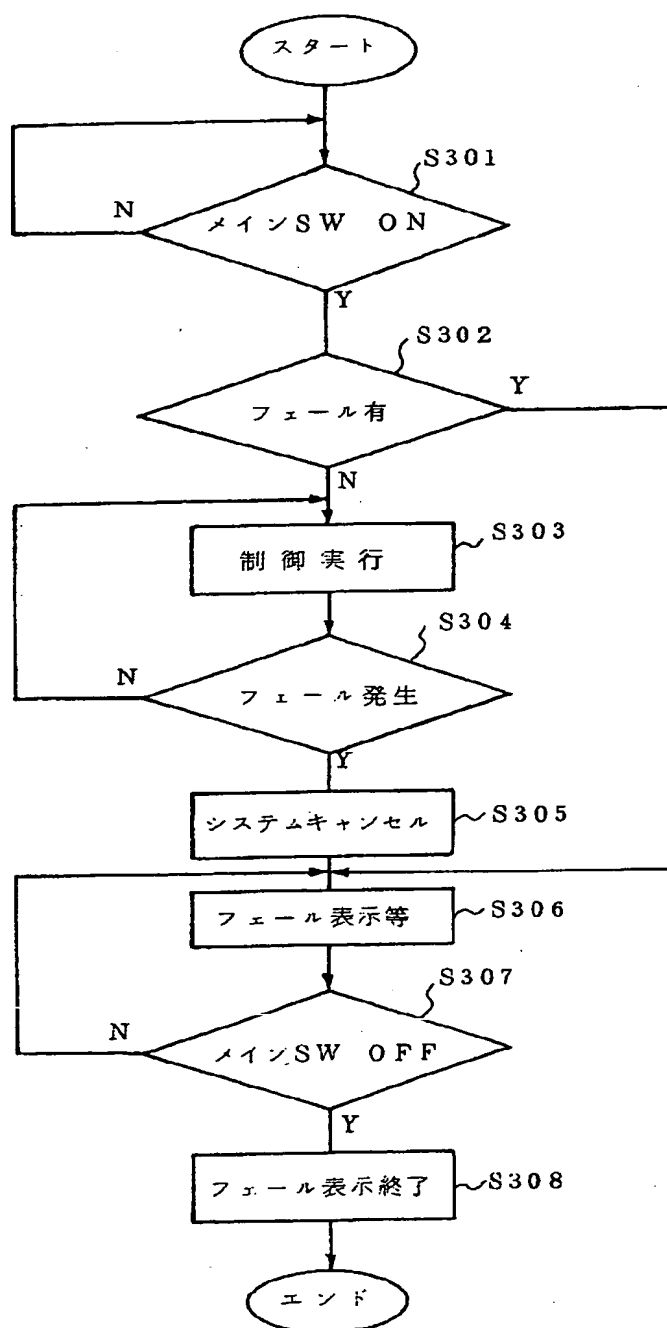 スタート
S301
N
メインSW ON
Y
S302
Y
フェール有
N
S303
制御実行
S304
N
フェール発生
Y
システムキャンセル
S305
フェール表示等
S306
S307
N
メインSW OFF
Y
フェール表示終了
S308
エンド